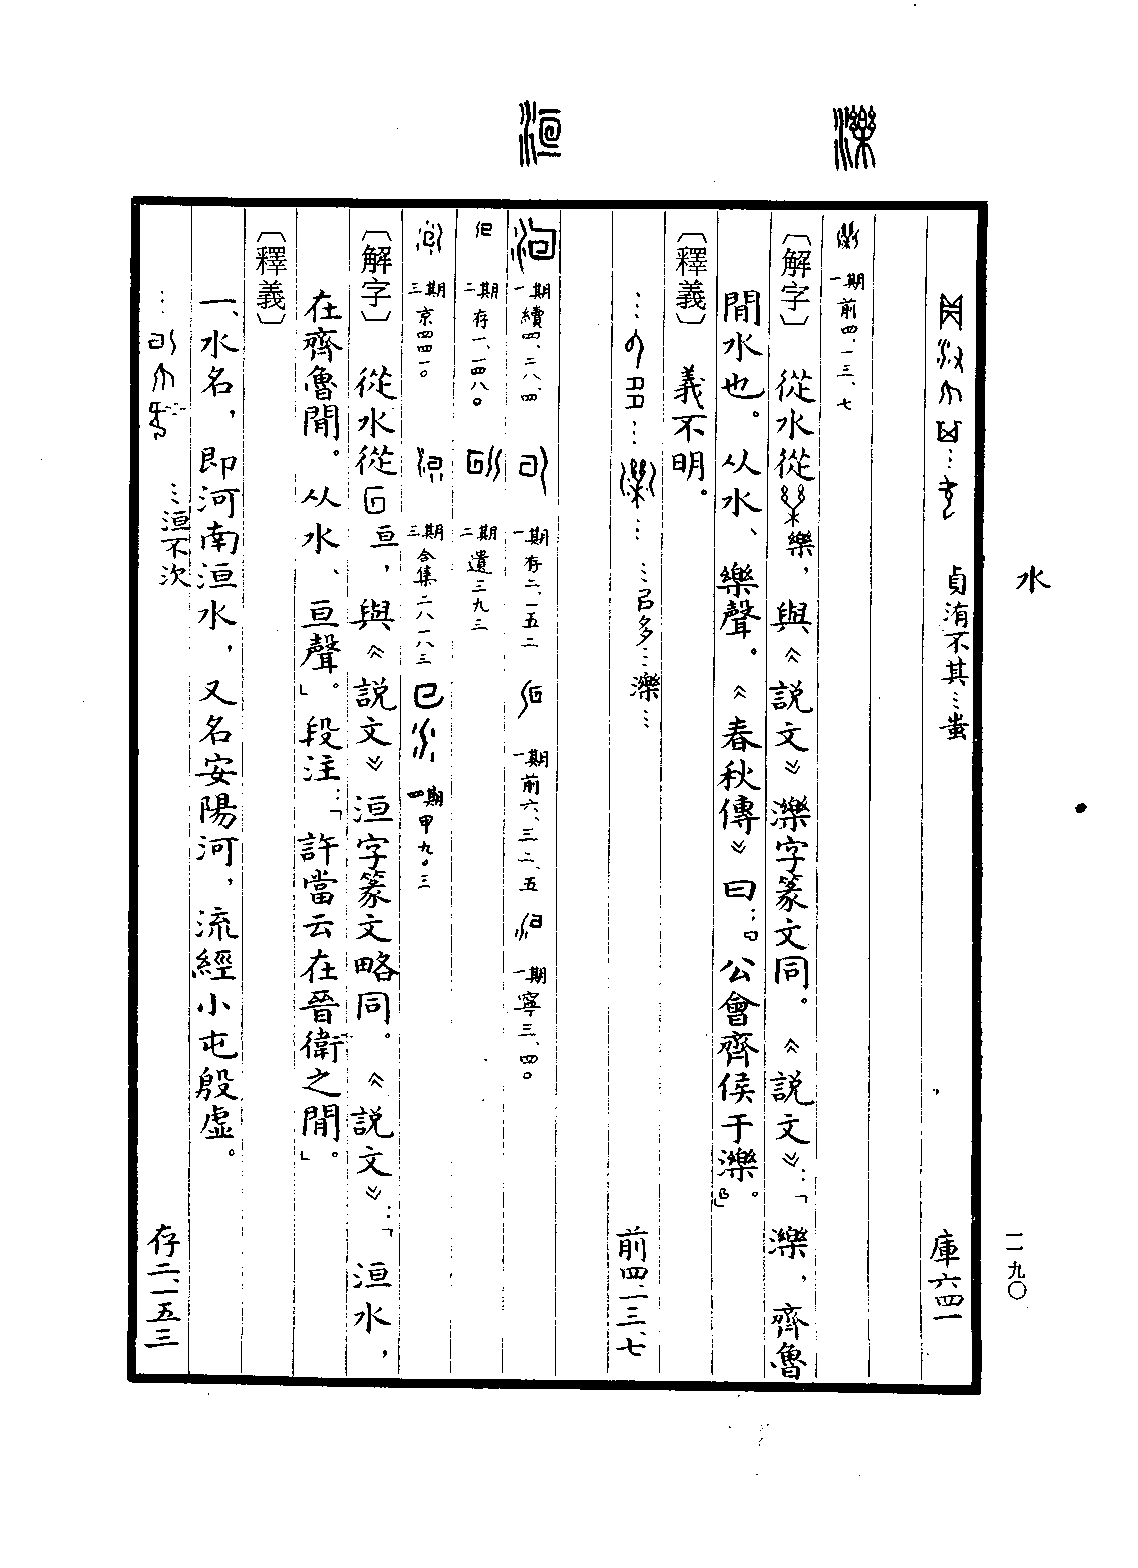 水
一一九〇
貞洧不其…蚩
庫六四一
濼
一期 前四、一三、七
〔解字〕 從水從 樂，與《説文》濼字篆文同。《説文》：「濼，齊魯
間水也。从水、樂聲。《春秋傳》曰：『公會齊侯于濼。』」
〔釋義〕 義不明。
…㠯多…濼…
前四、一三、七
洹
一期 續四、二八、四
一期 存二、一五二
一期 前六、三二、五
一期 寧三、四〇
二期 存一、一四八〇
二期 遺三九三
三期 京四四一〇
三期 合集二八一八三
四期 甲九〇三
〔解字〕 從水從 亘，與《説文》洹字篆文略同。《説文》：「洹水，
在齊魯間。从水、亘聲」。段注：「許當云在晉衛之間」。
〔釋義〕
一、水名，即河南洹水，又名安陽河，流經小屯殷虛。
…洹不次
存二、一五三